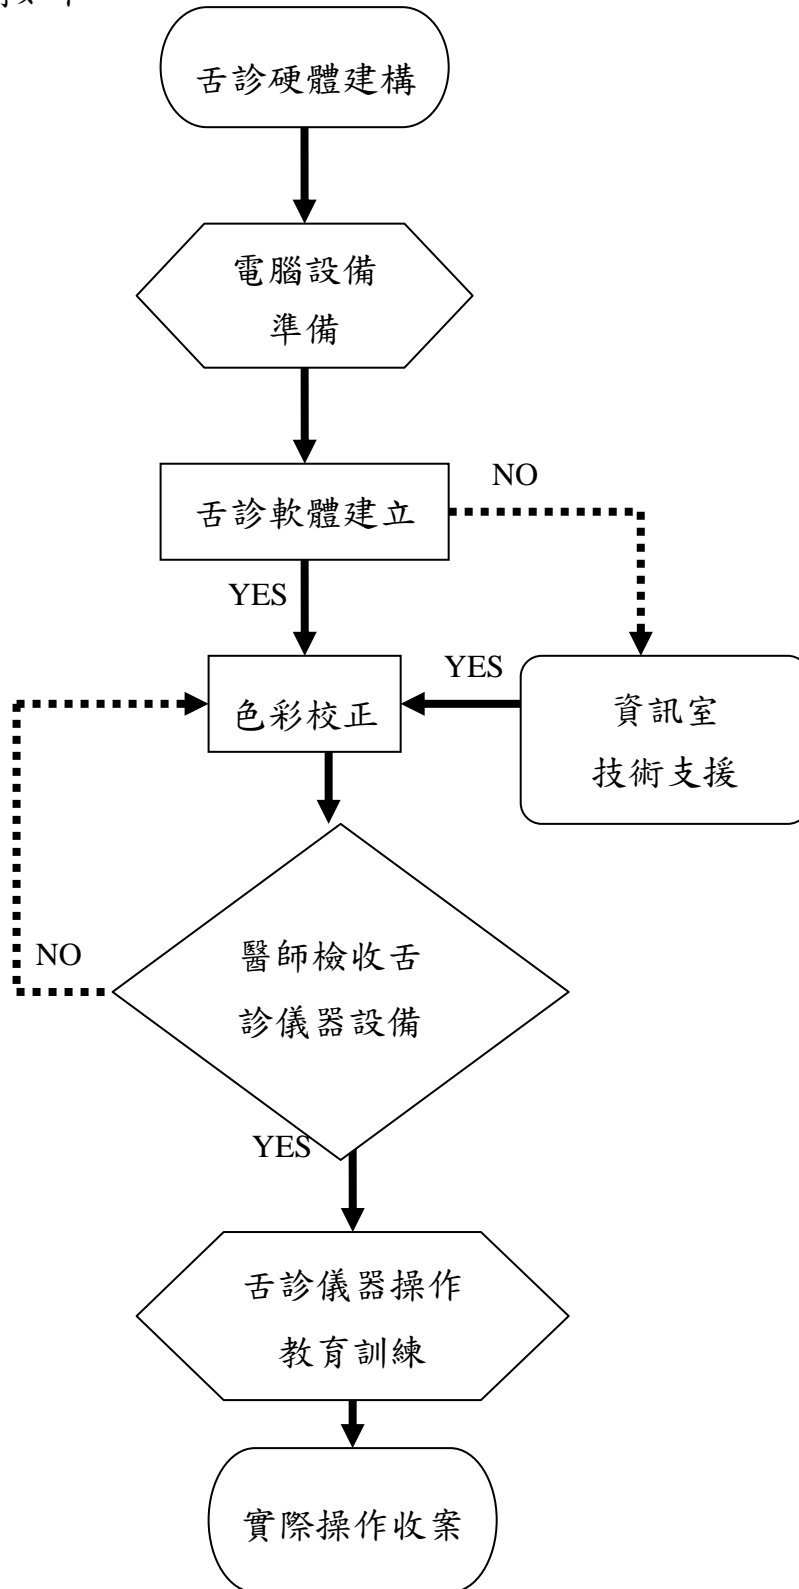 舌診硬體建構
電腦設備
準備
NO
舌診軟體建立
YES
YES
色彩校正
資訊室
技術支援
醫師檢收舌
NO
診儀器設備
YES
舌診儀器操作
教育訓練
實際操作收案